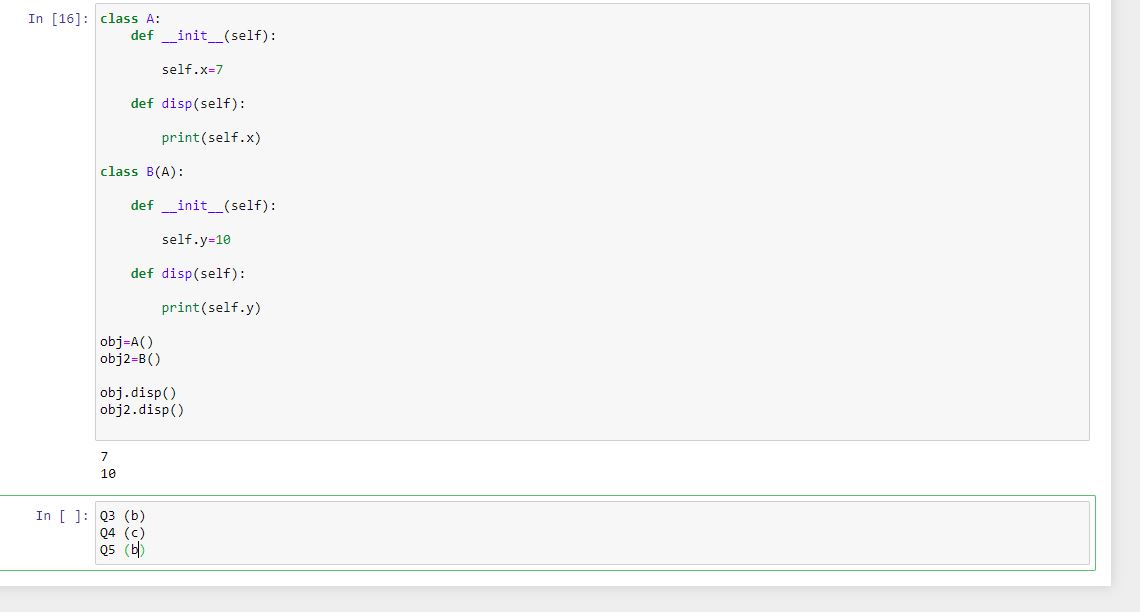 In [16]: class A:
    def __init__(self):
        self.x=7
    def disp(self):
        print(self.x)
class B(A):
    def __init__(self):
        self.y=10
    def disp(self):
        print(self.y)
obj=A()
obj2=B()
obj.disp()
obj2.disp()
7
10
In [ ]: Q3 (b)
Q4 (c)
Q5 (b)